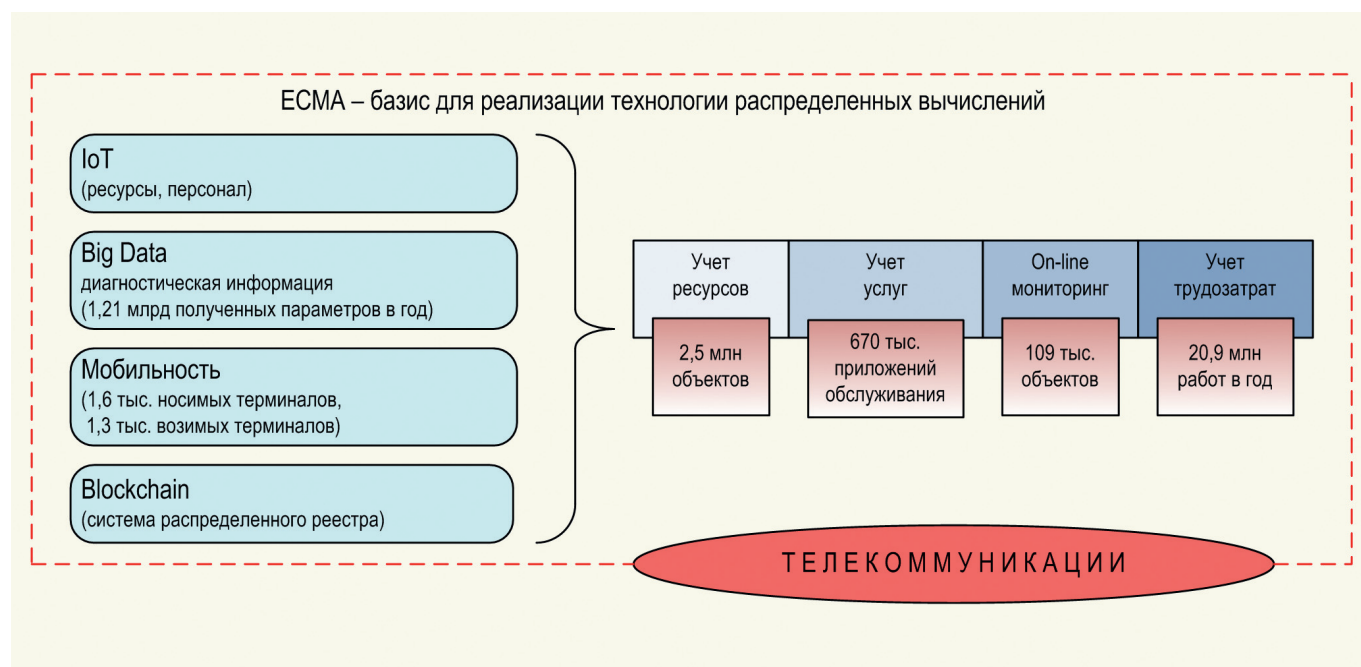 ЕСМА – базис для реализации технологии распределенных вычислений
IoT
(ресурсы, персонал)
Big Data
диагностическая информация
(1,21 млрд полученных параметров в год)
Мобильность
(1,6 тыс. носимых терминалов,
1,3 тыс. возимых терминалов)
Blockchain
(система распределенного реестра)
Учет
ресурсов
2,5 млн
объектов
Учет
услуг
670 тыс.
приложений
обслуживания
On-line
мониторинг
109 тыс.
объектов
Учет
трудозатрат
20,9 млн
работ в год
ТЕЛЕКОММУНИКАЦИИ